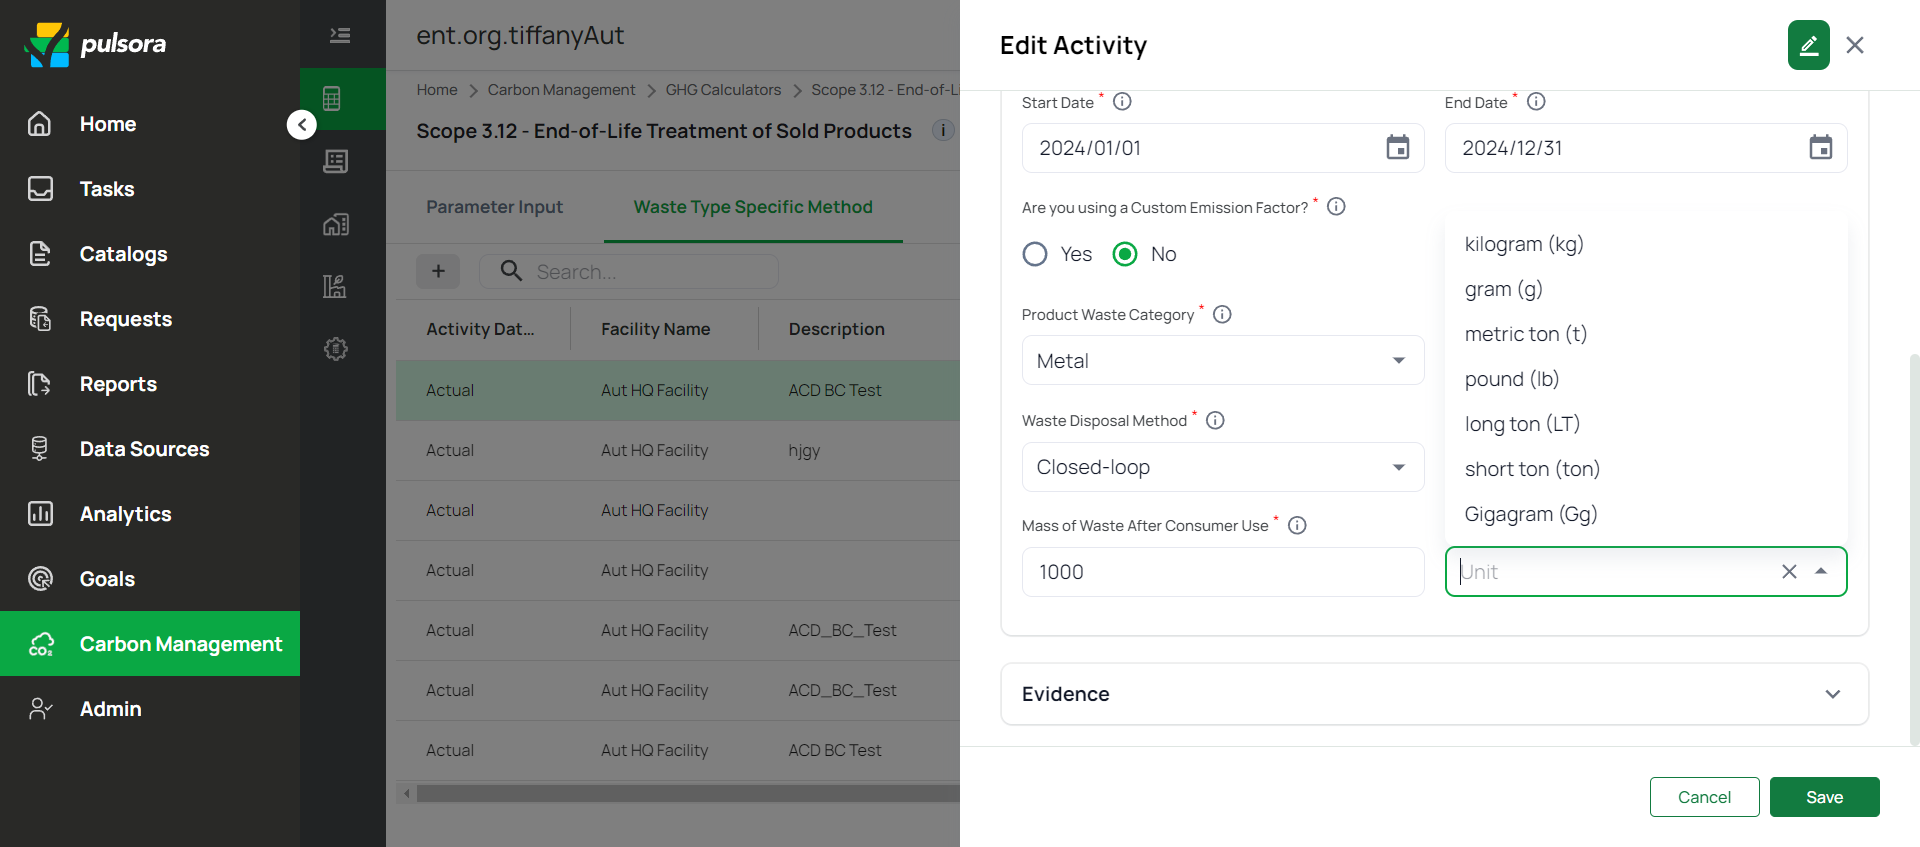 pulsora
Home
Tasks
Catalogs
Requests
Reports
Data Sources
Analytics
Goals
CO₂
Carbon Management
Admin
ent.org.tiffanyAut
Home > Carbon Management > GHG Calculators > Scope 3.12 - End-of-L
Scope 3.12 - End-of-Life Treatment of Sold Products i
Parameter Input
Waste Type Specific Method
+
Search...
Activity Dat...
Facility Name
Description
Actual
Aut HQ Facility
ACD BC Test
Actual
Aut HQ Facility
hjgy
Actual
Aut HQ Facility
Actual
Aut HQ Facility
Actual
Aut HQ Facility
ACD_BC_Test
Actual
Aut HQ Facility
ACD_BC_Test
Actual
Aut HQ Facility
ACD BC Test
Edit Activity
Start Date *
End Date *
2024/01/01
2024/12/31
Are you using a Custom Emission Factor? *
Yes
No
Product Waste Category *
Metal
Waste Disposal Method *
Closed-loop
Mass of Waste After Consumer Use *
1000
kilogram (kg)
gram (g)
metric ton (t)
pound (lb)
long ton (LT)
short ton (ton)
Gigagram (Gg)
Unit
Evidence
Cancel
Save